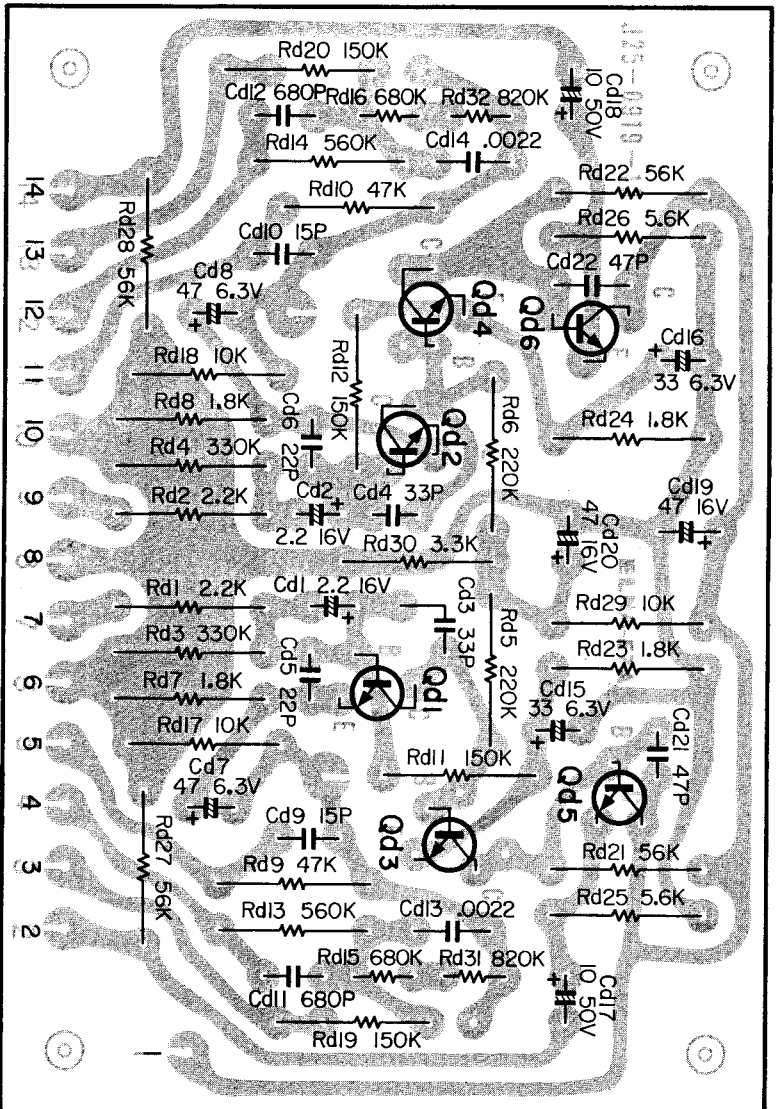 Rd20 150K
Cd12 680P
Rd16 680K
Rd32 820K
Cd18
10 50V
Rd14 560K
Cd14 .0022
Rd22 56K
Rd10 47K
Rd26 5.6K
14
Rd28 56K
Cd10 15P
C
13
Cd8
47 6.3V
+
Cd22 47P
Qd4
Qd6
C
12
Cd16
33 6.3V
+
Rd18 10K
Rd12 150K
B
11
Rd8 1.8K
Cd6 22P
C
Qd2
Rd6 220K
Rd24 1.8K
10
Rd4 330K
Rd2 2.2K
Cd2
2.2 16V
+
Cd4 33P
Cd19
47 16V
+
9
Cd20
47 16V
+
Rd30 3.3K
8
Rd1 2.2K
Cd1 2.2 16V
+
Cd3 33P
Rd29 10K
7
Rd3 330K
Rd5 220K
Rd23 1.8K
Cd5 22P
6
Rd7 1.8K
Qd1
E
Cd15
33 6.3V
+
Rd17 10K
5
Cd21 47P
Rd11 150K
Cd7
47 6.3V
+
Qd5
4
Rd27 56K
Cd9 15P
Qd3
3
Rd9 47K
Rd21 56K
Rd13 560K
Cd13 .0022
Rd25 5.6K
2
Rd15 680K
Rd31 820K
Cd11 680P
Cd17
10 50V
+
Rd19 150K
1